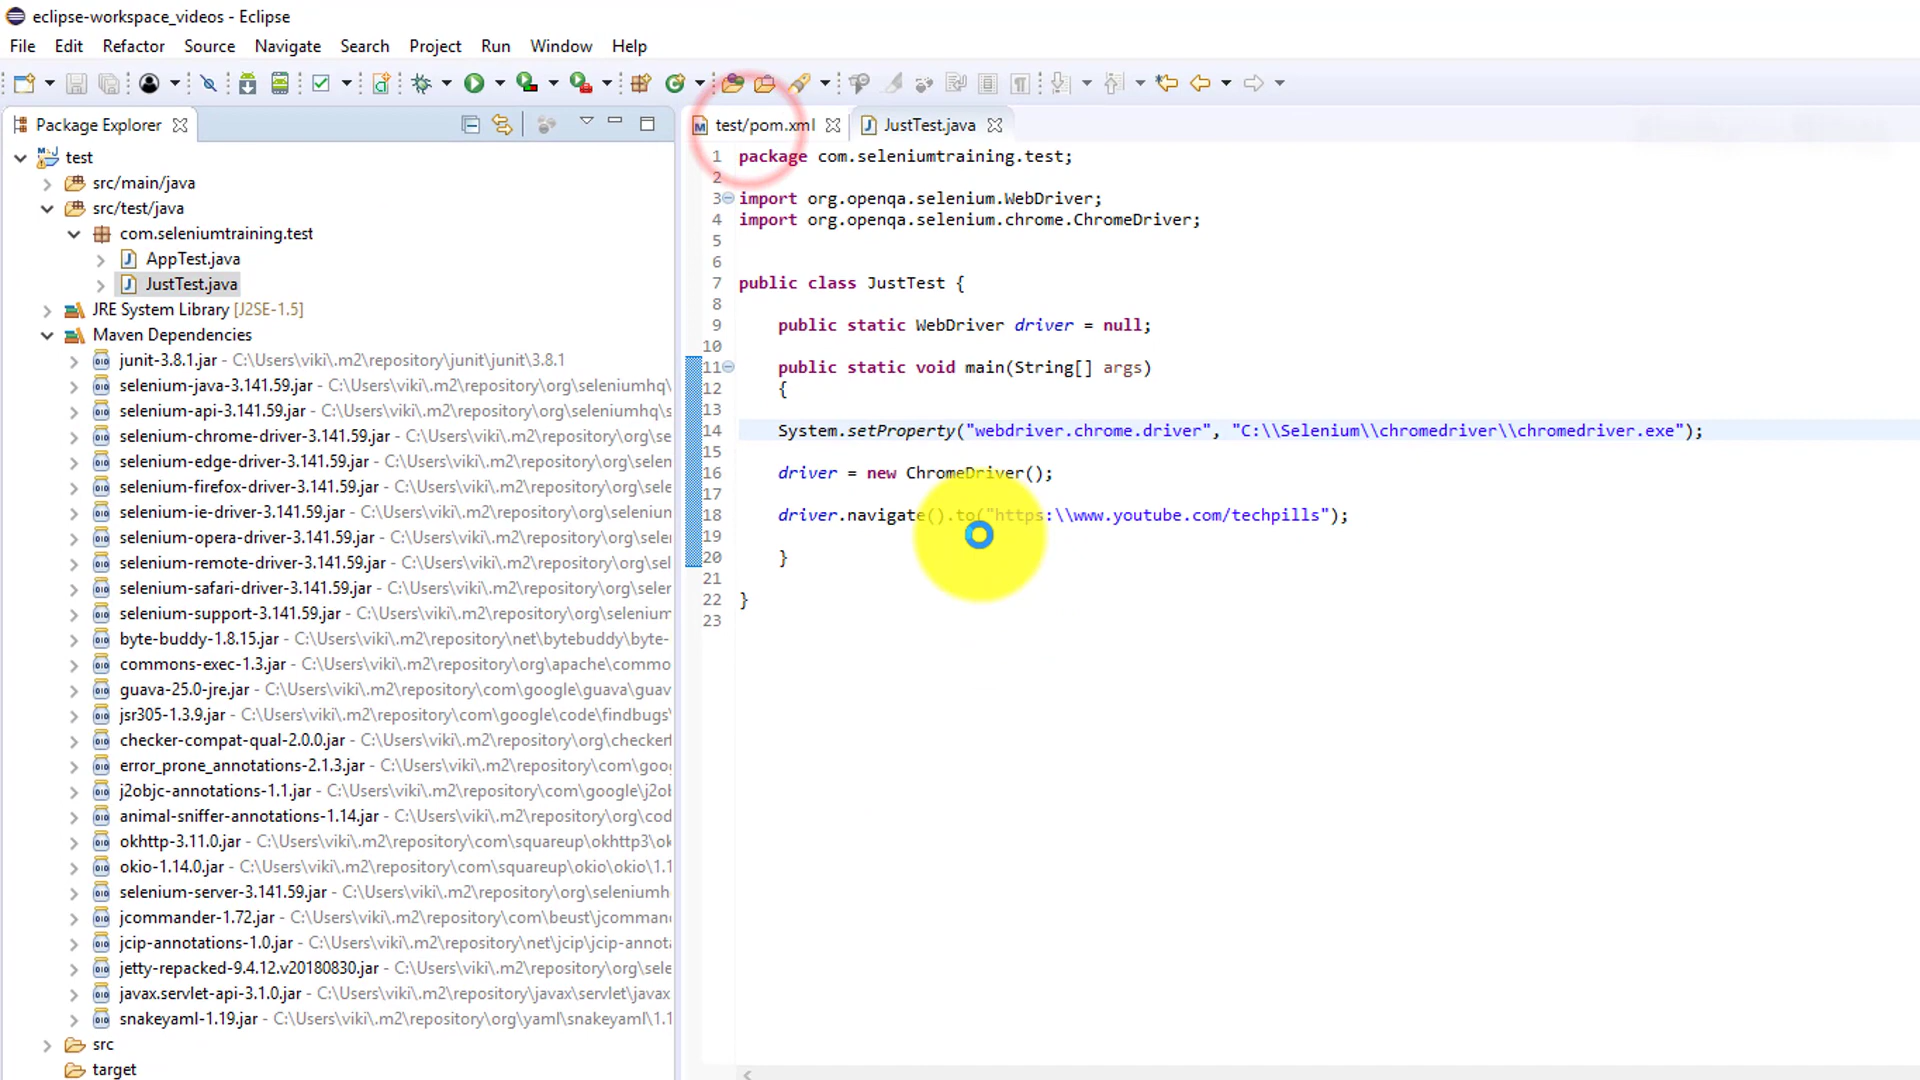 eclipse-workspace_videos - Eclipse
File Edit Refactor Source Navigate Search Project Run Window Help
Package Explorer
test
src/main/java
src/test/java
com.seleniumtraining.test
AppTest.java
JustTest.java
JRE System Library [J2SE-1.5]
Maven Dependencies
junit-3.8.1.jar - C:\Users\viki\.m2\repository\junit\junit\3.8.1
selenium-java-3.141.59.jar - C:\Users\viki\.m2\repository\org\seleniumhq\
selenium-api-3.141.59.jar - C:\Users\viki\.m2\repository\org\seleniumhq\s
selenium-chrome-driver-3.141.59.jar - C:\Users\viki\.m2\repository\org\se
selenium-edge-driver-3.141.59.jar - C:\Users\viki\.m2\repository\org\selen
selenium-firefox-driver-3.141.59.jar - C:\Users\viki\.m2\repository\org\sele
selenium-ie-driver-3.141.59.jar - C:\Users\viki\.m2\repository\org\seleniun
selenium-opera-driver-3.141.59.jar - C:\Users\viki\.m2\repository\org\sele
selenium-remote-driver-3.141.59.jar - C:\Users\viki\.m2\repository\org\se
selenium-safari-driver-3.141.59.jar - C:\Users\viki\.m2\repository\org\sele
selenium-support-3.141.59.jar - C:\Users\viki\.m2\repository\org\selenium
byte-buddy-1.8.15.jar - C:\Users\viki\.m2\repository\net\bytebuddy\byte-
commons-exec-1.3.jar - C:\Users\viki\.m2\repository\org\apache\commo
guava-25.0-jre.jar - C:\Users\viki\.m2\repository\com\google\guava\guav
jsr305-1.3.9.jar - C:\Users\viki\.m2\repository\com\google\code\findbugs\
checker-compat-qual-2.0.0.jar - C:\Users\viki\.m2\repository\org\checkerf
error_prone_annotations-2.1.3.jar - C:\Users\viki\.m2\repository\com\goog
j2objc-annotations-1.1.jar - C:\Users\viki\.m2\repository\com\google\j2ol
animal-sniffer-annotations-1.14.jar - C:\Users\viki\.m2\repository\org\cod
okhttp-3.11.0.jar - C:\Users\viki\.m2\repository\com\squareup\okhttp3\ok
okio-1.14.0.jar - C:\Users\viki\.m2\repository\com\squareup\okio\okio\1.1
selenium-server-3.141.59.jar - C:\Users\viki\.m2\repository\org\seleniumh
jcommander-1.72.jar - C:\Users\viki\.m2\repository\com\beust\jcomman
jcip-annotations-1.0.jar - C:\Users\viki\.m2\repository\net\jcip\jcip-annot
jetty-repacked-9.4.12.v20180830.jar - C:\Users\viki\.m2\repository\org\sele
javax.servlet-api-3.1.0.jar - C:\Users\viki\.m2\repository\javax\servlet\javax
snakeyaml-1.19.jar - C:\Users\viki\.m2\repository\org\yaml\snakeyaml\1.1
src
target
test/pom.xml JustTest.java
1 package com.seleniumtraining.test;
2
3 import org.openqa.selenium.WebDriver;
4 import org.openqa.selenium.chrome.ChromeDriver;
5
6
7 public class JustTest {
8
9 public static WebDriver driver = null;
10
11 public static void main(String[] args)
12 {
13
14 System.setProperty("webdriver.chrome.driver", "C:\\Selenium\\chromedriver\\chromedriver.exe");
15
16 driver = new ChromeDriver();
17
18 driver.navigate().to("https:\\www.youtube.com/techpills");
19
20 }
21
22 }
23